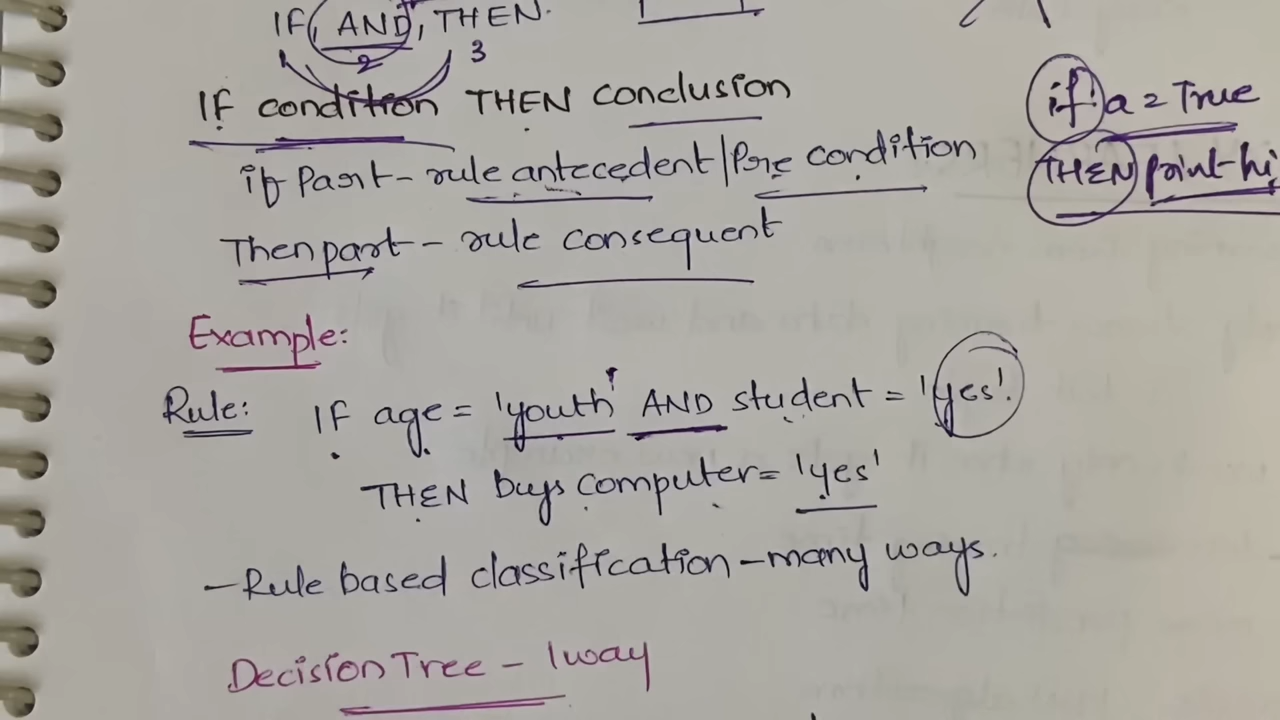 IF, AND, THEN.
2
3
IF condition THEN conclusion
if a = True
THEN print-hi
if Part - rule antecedent/Pre condition
Then part - rule consequent
Example:
Rule: IF age = 'youth' AND student = 'yes'.
THEN buys computer= 'yes'
- Rule based classification - many ways.
Decision Tree - 1 way